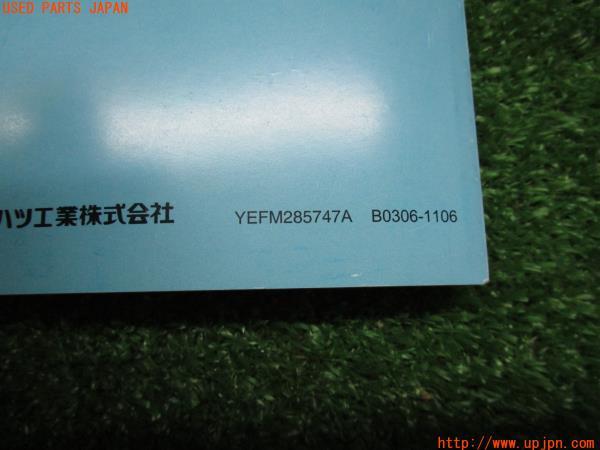 USED PARTS JAPAN
ハツ工業株式会社 YEFM285747A B0306-1106
http://www.upjpn.com/